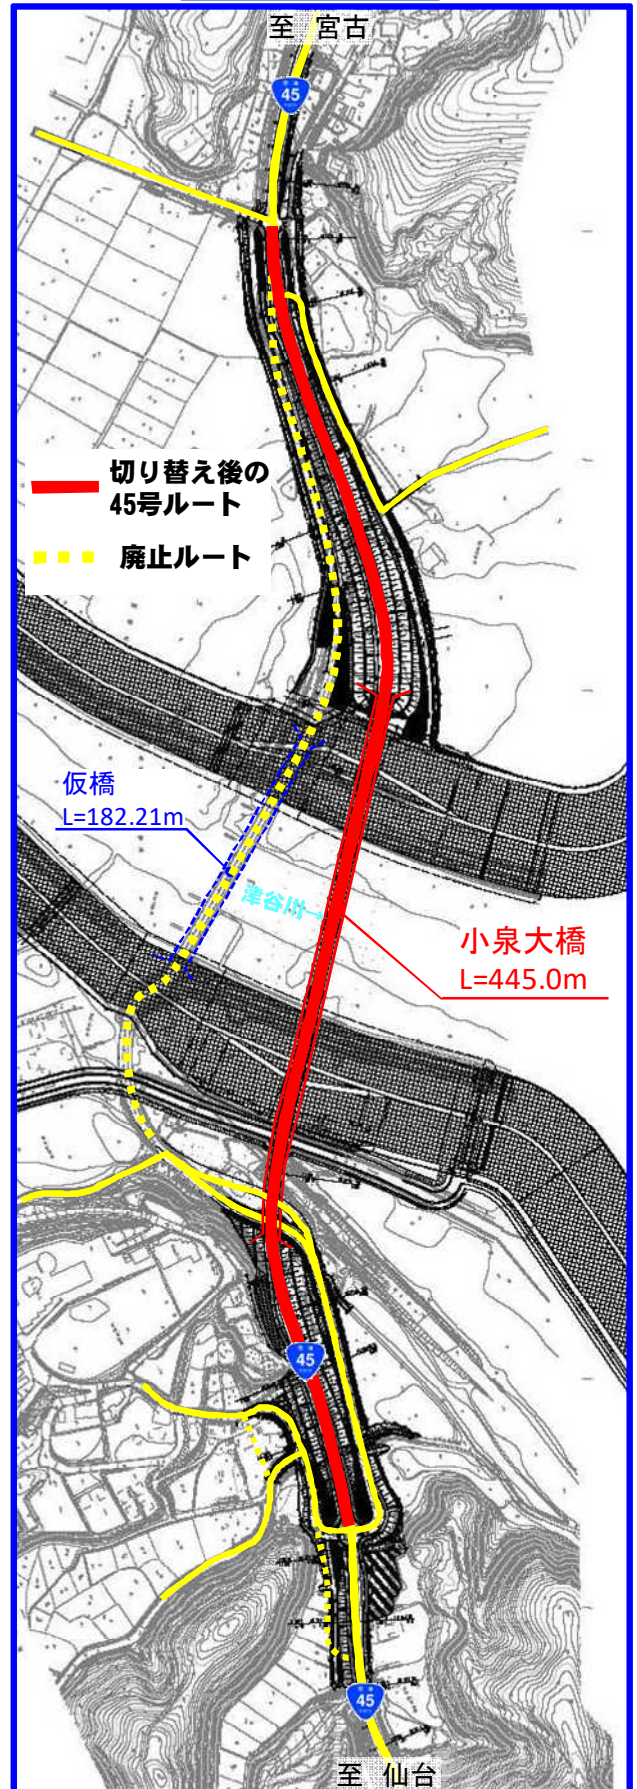 至 宮古
45
切り替え後の
45号ルート
廃止ルート
仮橋
L=182.21m
津谷川→
小泉大橋
L=445.0m
45
45
至 仙台